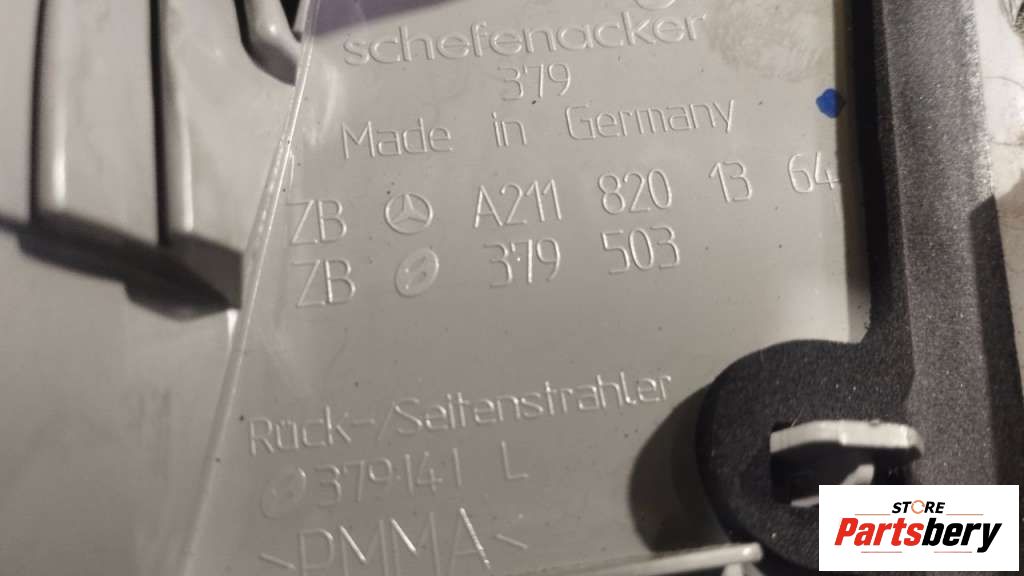 schefenacker
379
Made in Germany
ZB A211 820 13 64
ZB 379 503
Rück-/Seitenstrahler
379141 L
>PMMA<
STORE
Partsbery